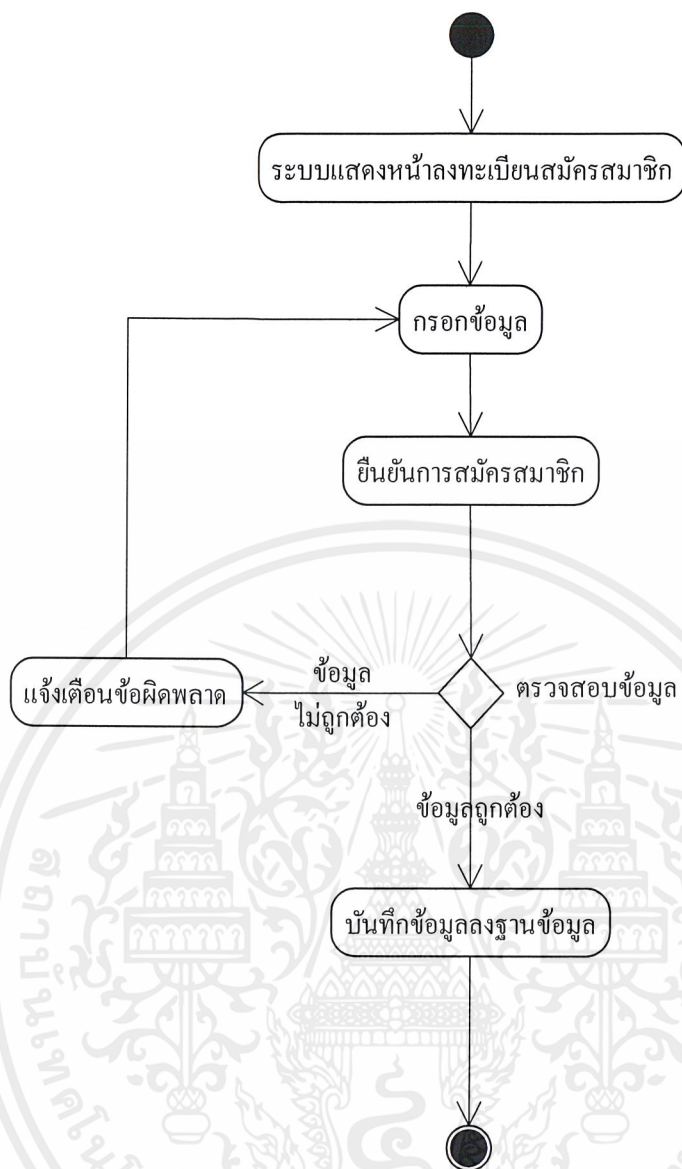 ระบบแสดงหน้าลงทะเบียนสมัครสมาชิก
กรอกข้อมูล
ยืนยันการสมัครสมาชิก
แจ้งเตือนข้อผิดพลาด
ข้อมูล
ไม่ถูกต้อง
ตรวจสอบข้อมูล
ข้อมูลถูกต้อง
บันทึกข้อมูลลงฐานข้อมูล